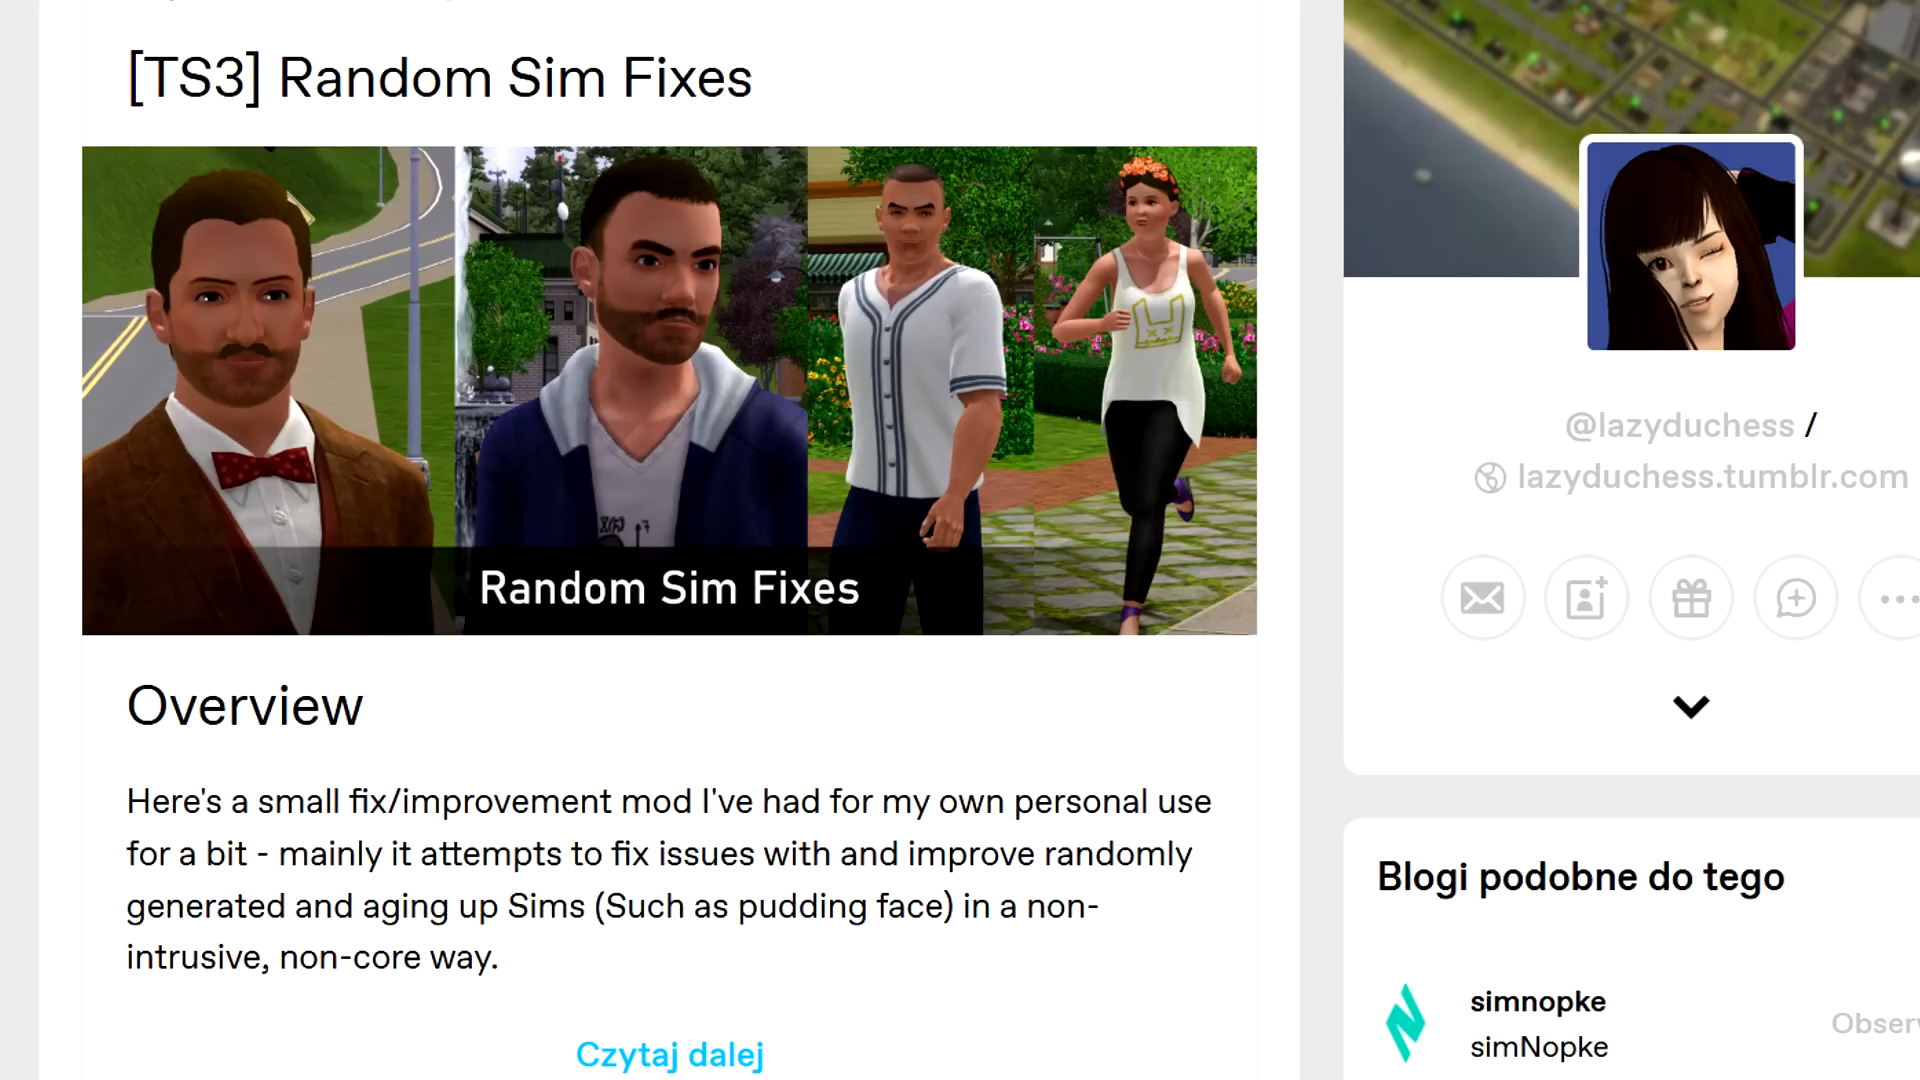 [TS3] Random Sim Fixes
Random Sim Fixes
Overview
Here's a small fix/improvement mod I've had for my own personal use
for a bit - mainly it attempts to fix issues with and improve randomly
generated and aging up Sims (Such as pudding face) in a non-
intrusive, non-core way.
Czytaj dalej
@lazyduchess /
lazyduchess.tumblr.com
Blogi podobne do tego
simnopke
simNopke